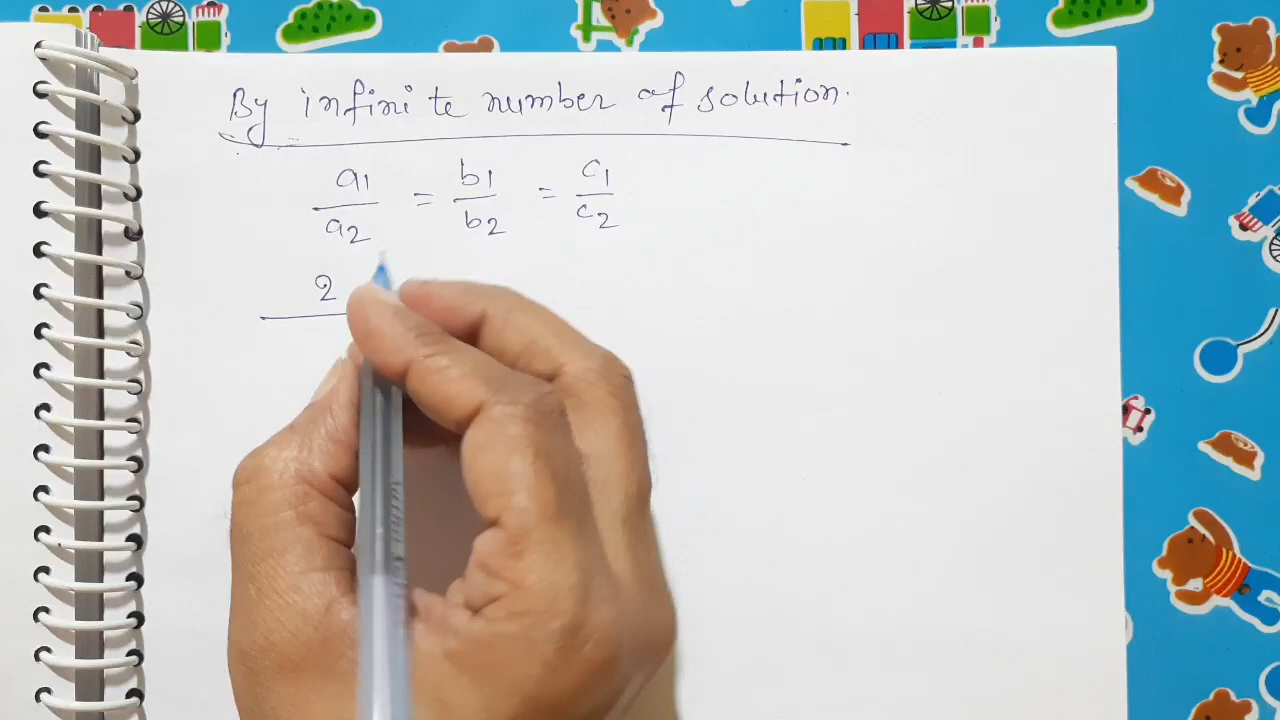 By infinite number of solution.
a1/a2 = b1/b2 = c1/c2
2